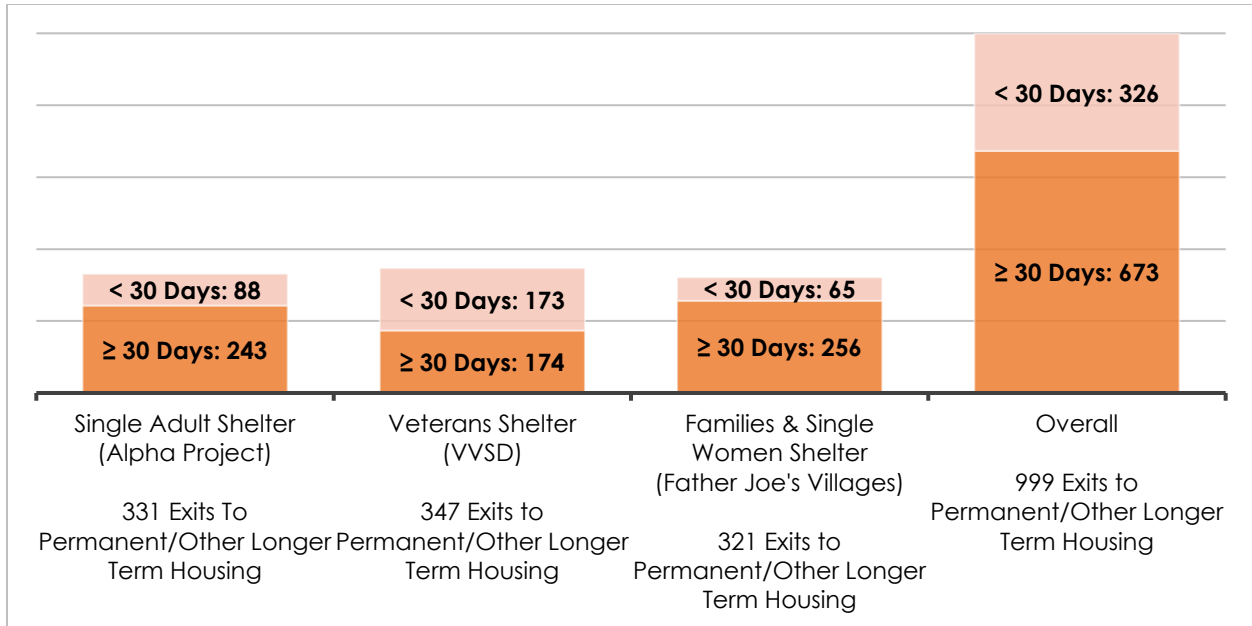 < 30 Days: 326
≥ 30 Days: 673
< 30 Days: 88
≥ 30 Days: 243
< 30 Days: 173
≥ 30 Days: 174
< 30 Days: 65
≥ 30 Days: 256
Single Adult Shelter
(Alpha Project)
331 Exits To
Permanent/Other Longer
Term Housing
Veterans Shelter
(VVSD)
347 Exits to
Permanent/Other Longer
Term Housing
Families & Single
Women Shelter
(Father Joe's Villages)
321 Exits to
Permanent/Other Longer
Term Housing
Overall
999 Exits to
Permanent/Other Longer
Term Housing